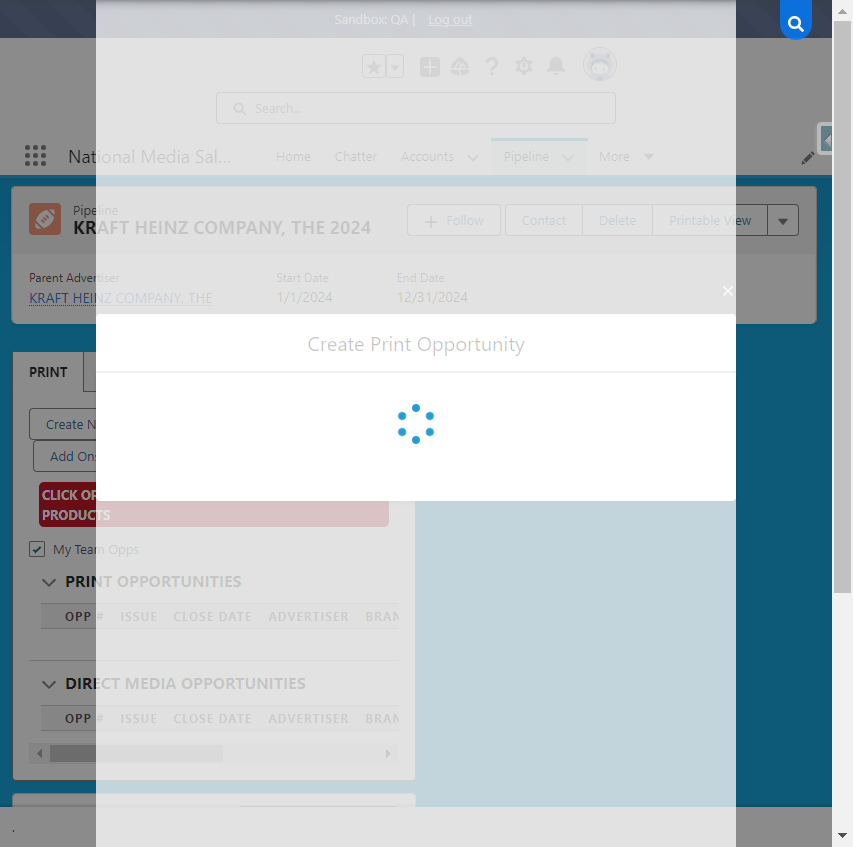 Sandbox: QA | Log out
Search...
National Media Sal...
Home
Chatter
Accounts
Pipeline
More
Pipeline
KRAFT HEINZ COMPANY, THE 2024
Follow
Contact
Delete
Printable View
Parent Advertiser
Start Date
End Date
KRAFT HEINZ COMPANY, THE
1/1/2024
12/31/2024
Create Print Opportunity
PRINT
Create N
Add On
CLICK OP
PRODUCTS
My Team Opps
PRINT OPPORTUNITIES
OPP # ISSUE CLOSE DATE ADVERTISER BRAN
DIRECT MEDIA OPPORTUNITIES
OPP # ISSUE CLOSE DATE ADVERTISER BRAN
.